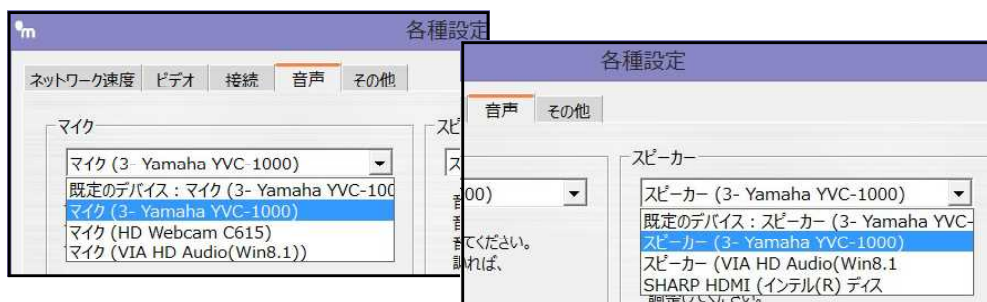 m
各種設定
ネットワーク速度 ビデオ 接続 音声 その他
マイク
マイク (3- Yamaha YVC-1000)
既定のデバイス : マイク (3- Yamaha YVC-100
マイク (3- Yamaha YVC-1000)
マイク (HD Webcam C615)
マイク (VIA HD Audio(Win8.1))
スピ
ス
各種設定
音声 その他
00)
てください。
れば、
スピーカー
スピーカー (3- Yamaha YVC-1000)
既定のデバイス : スピーカー (3- Yamaha YVC-
スピーカー (3- Yamaha YVC-1000)
スピーカー (VIA HD Audio(Win8.1
SHARP HDMI (インテル(R) ディス